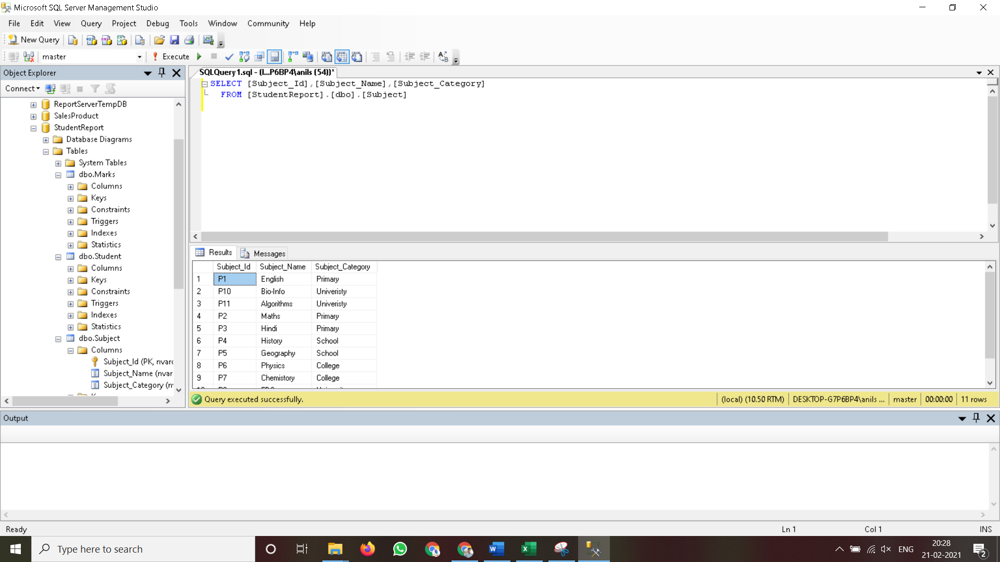 Microsoft SQL Server Management Studio
File Edit View Query Project Debug Tools Window Community Help
New Query
master Execute
Object Explorer
Connect
ReportServerTempDB
SalesProduct
StudentReport
Database Diagrams
Tables
System Tables
dbo.Marks
Columns
Keys
Constraints
Triggers
Indexes
Statistics
dbo.Student
Columns
Keys
Constraints
Triggers
Indexes
Statistics
dbo.Subject
Columns
Subject_Id (PK, nvarc
Subject_Name (nvar
Subject_Category (nv
SQLQuery1.sql - (l...P6BP4\anils (54))*
SELECT [Subject_Id],[Subject_Name],[Subject_Category]
FROM [StudentReport].[dbo].[Subject]
Results Messages
Subject_Id Subject_Name Subject_Category
1 P1 English Primary
2 P10 Bio-Info Univeristy
3 P11 Algorithms Univeristy
4 P2 Maths Primary
5 P3 Hindi Primary
6 P4 History School
7 P5 Geography School
8 P6 Physics College
9 P7 Chemistory College
Query executed successfully. (local) (10.50 RTM) DESKTOP-G7P6BP4\anils ... master 00:00:00 11 rows
Output
Ready Ln 1 Col 1 INS
Type here to search
ENG
20:28
21-02-2021
2